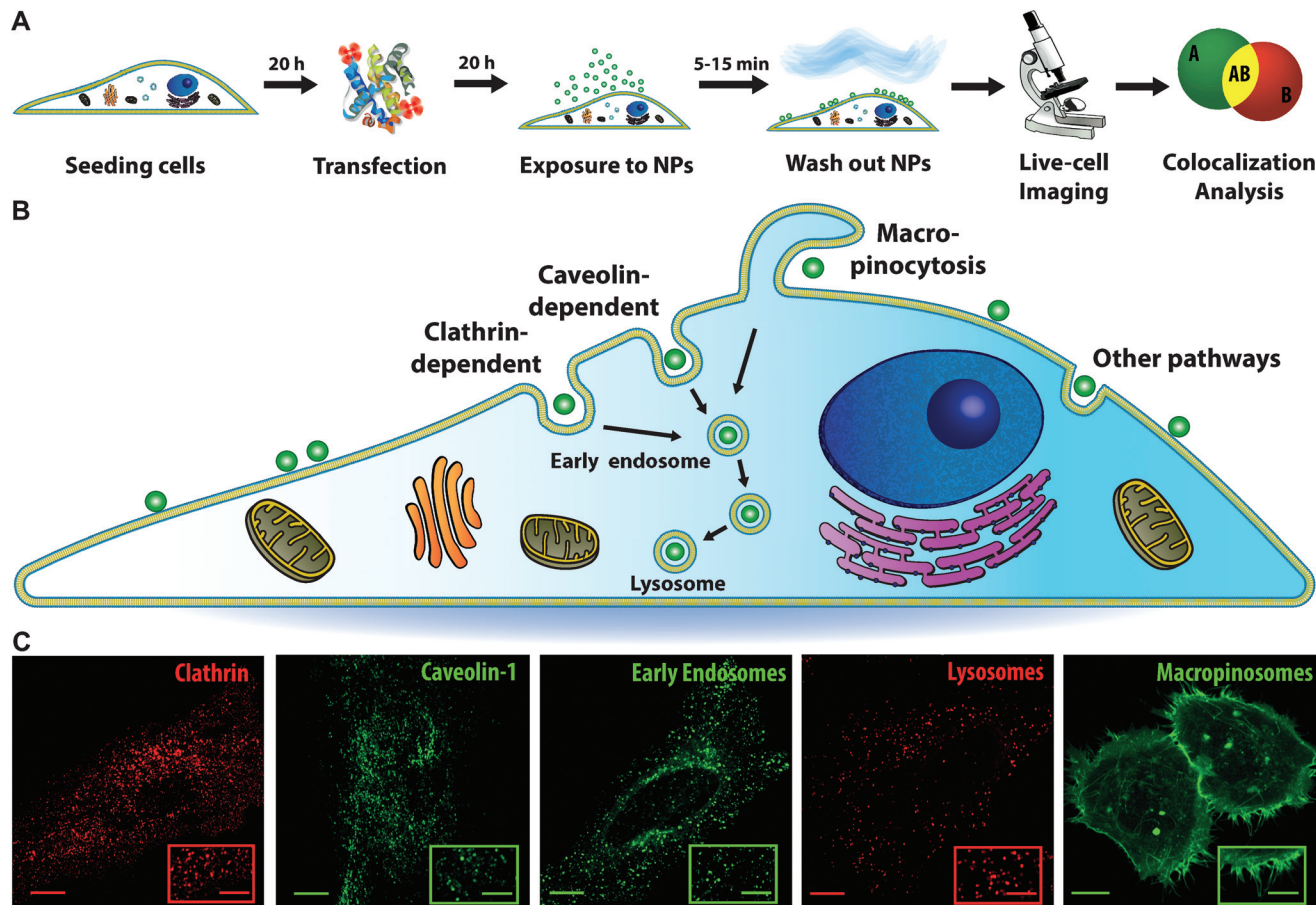 A
20 h
20 h
5-15 min
A
AB
B
Seeding cells
Transfection
Exposure to NPs
Wash out NPs
Live-cell
Imaging
Colocalization
Analysis
B
Macro-
pinocytosis
Caveolin-
dependent
Clathrin-
dependent
Other pathways
Early endosome
Lysosome
C
Clathrin
Caveolin-1
Early Endosomes
Lysosomes
Macropinosomes